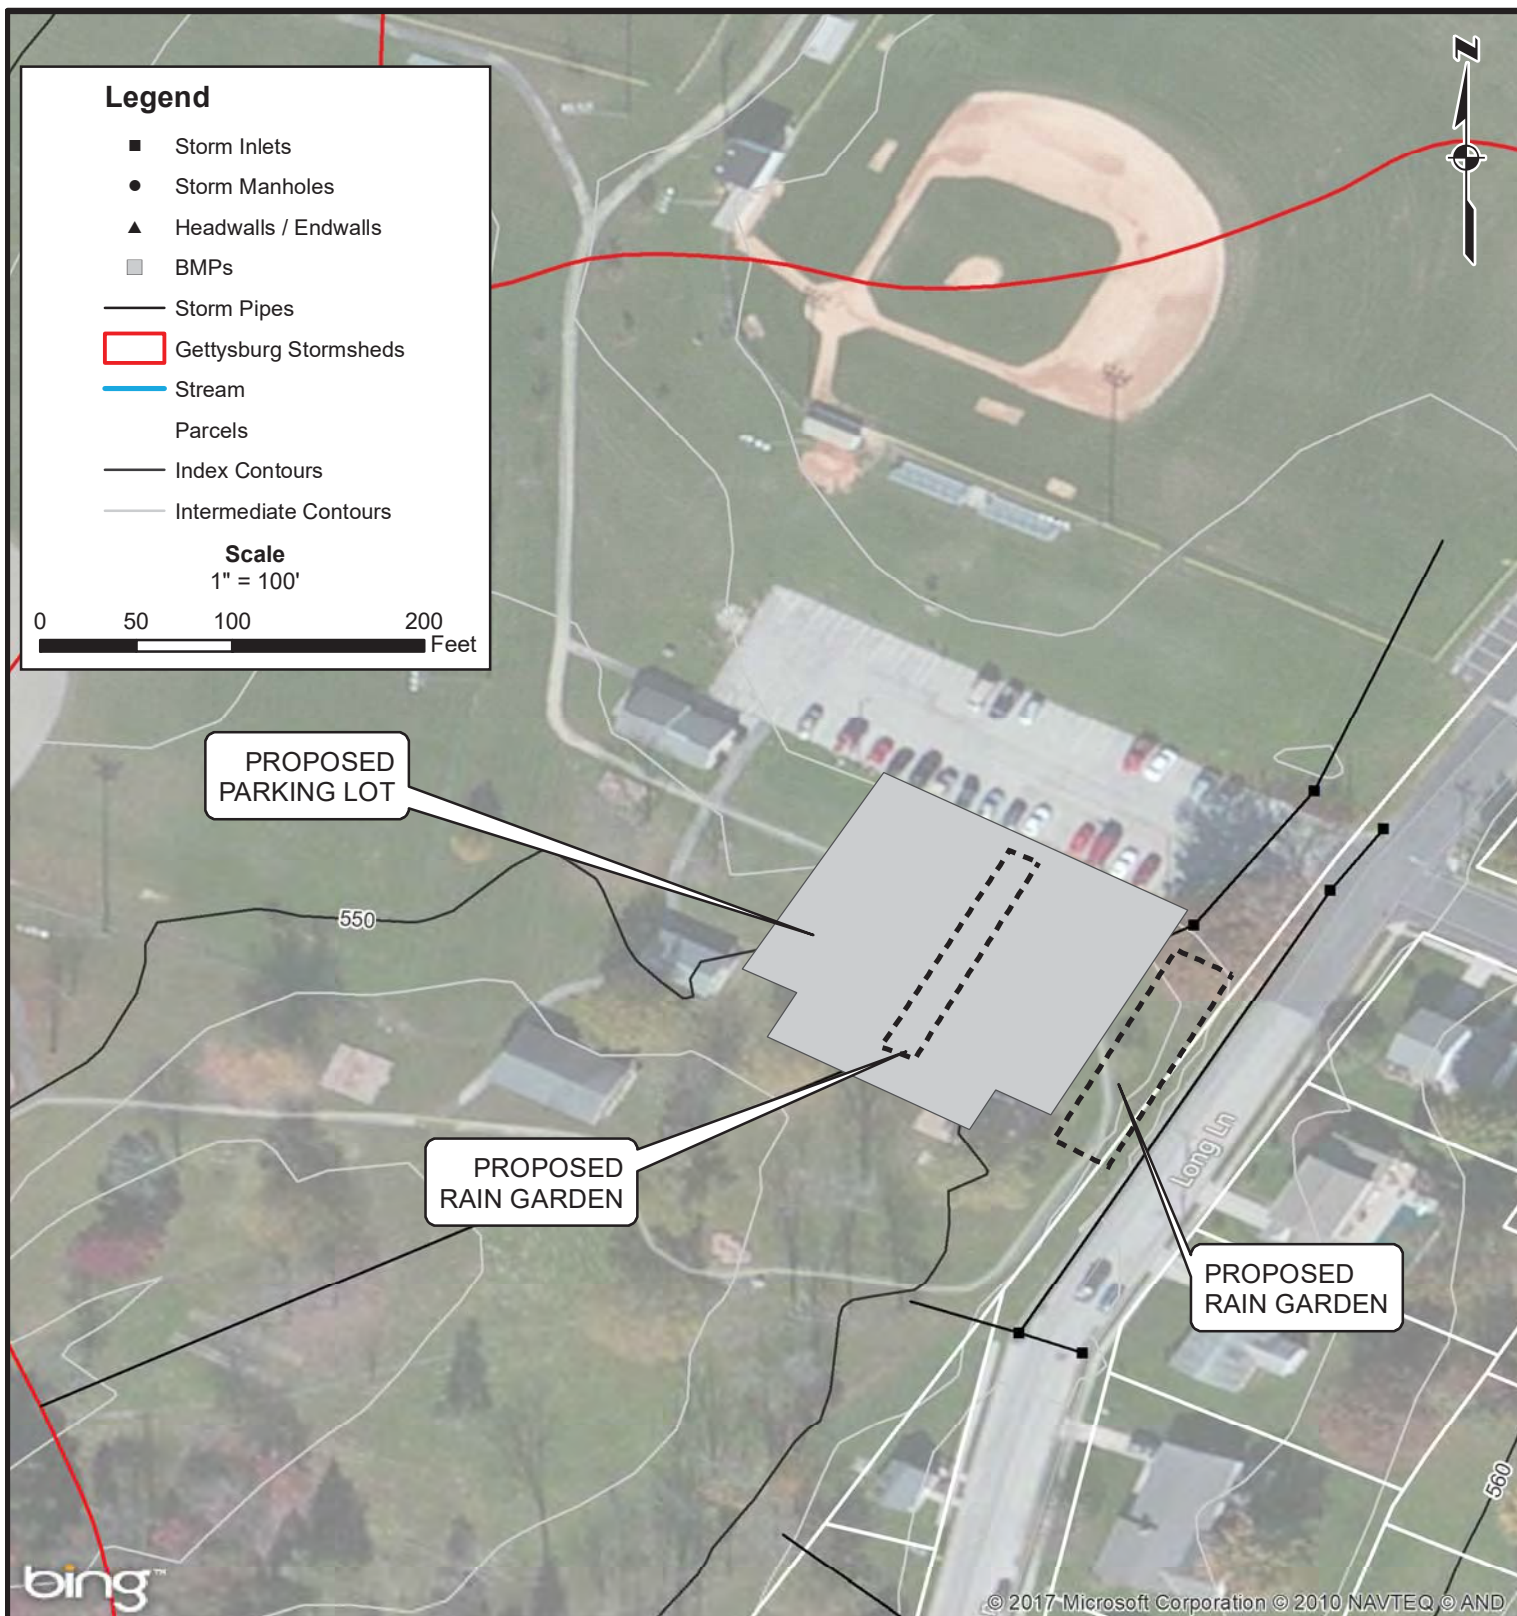 N
Legend
Storm Inlets
Storm Manholes
Headwalls / Endwalls
BMPs
Storm Pipes
Gettysburg Stormsheds
Stream
Parcels
Index Contours
Intermediate Contours
Scale
1" = 100'
0 50 100 200
Feet
PROPOSED
PARKING LOT
550
PROPOSED
RAIN GARDEN
Long Ln
PROPOSED
RAIN GARDEN
560
bing™
© 2017 Microsoft Corporation © 2010 NAVTEQ © AND